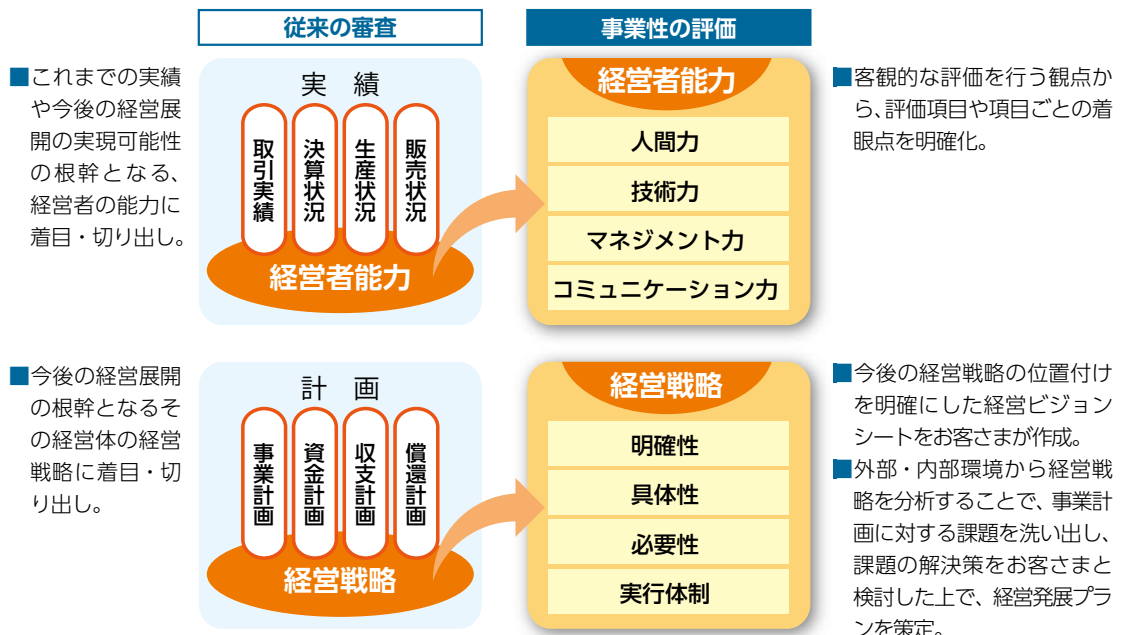 従来の審査
事業性の評価
■これまでの実績
や今後の経営展
開の実現可能性
の根幹となる、
経営者の能力に
着目・切り出し。
実 績
取引実績
決算状況
生産状況
販売状況
経営者能力
経営者能力
人間力
技術力
マネジメント力
コミュニケーション力
■客観的な評価を行う観点か
ら、評価項目や項目ごとの着
眼点を明確化。
■今後の経営展開
の根幹となるそ
の経営体の経営
戦略に着目・切
り出し。
計 画
事業計画
資金計画
収支計画
償還計画
経営戦略
経営戦略
明確性
具体性
必要性
実行体制
■今後の経営戦略の位置付け
を明確にした経営ビジョン
シートをお客さまが作成。
■外部・内部環境から経営戦
略を分析することで、事業計
画に対する課題を洗い出し、
課題の解決策をお客さまと
検討した上で、経営発展プラ
ンを策定。